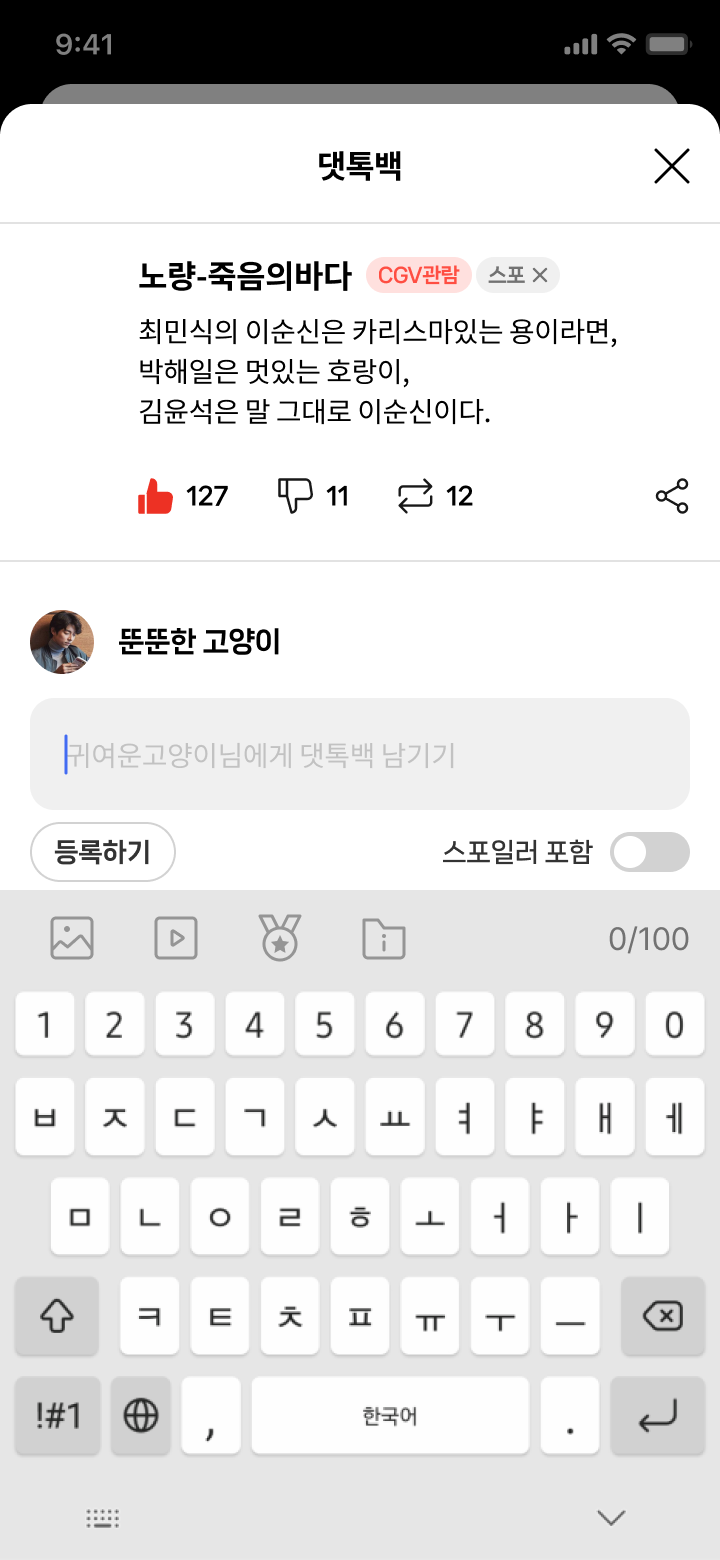 9:41
댓톡백
노량-죽음의바다 CGV관람 스포
최민식의 이순신은 카리스마있는 용이라면,
박해일은 멋있는 호랑이,
김윤석은 말 그대로 이순신이다.
127 11 12
뚠뚠한 고양이
귀여운고양이님에게 댓톡백 남기기
등록하기 스포일러 포함
0/100
1 2 3 4 5 6 7 8 9 0
ㅂ ㅈ ㄷ ㄱ ㅅ ㅛ ㅕ ㅑ ㅐ ㅔ
ㅁ ㄴ ㅇ ㄹ ㅎ ㅗ ㅓ ㅏ ㅣ
ㅋ ㅌ ㅊ ㅍ ㅠ ㅜ ㅡ
!#1 , 한국어 .